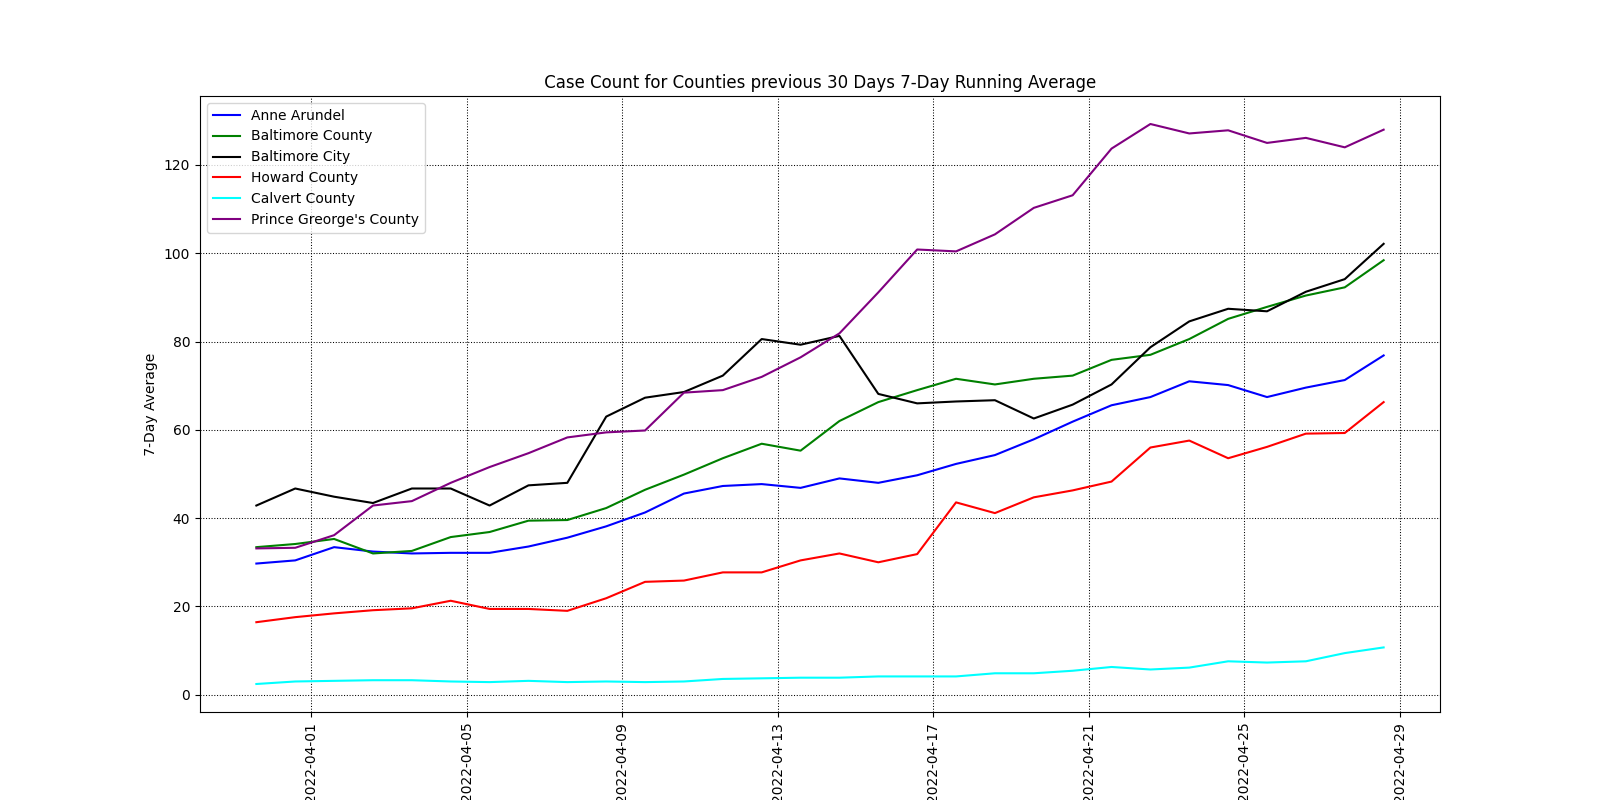 Case Count for Counties previous 30 Days 7-Day Running Average
Anne Arundel
Baltimore County
Baltimore City
Howard County
Calvert County
Prince Greorge's County
7-Day Average
120
100
80
60
40
20
0
2022-04-01
2022-04-05
2022-04-09
2022-04-13
2022-04-17
2022-04-21
2022-04-25
2022-04-29